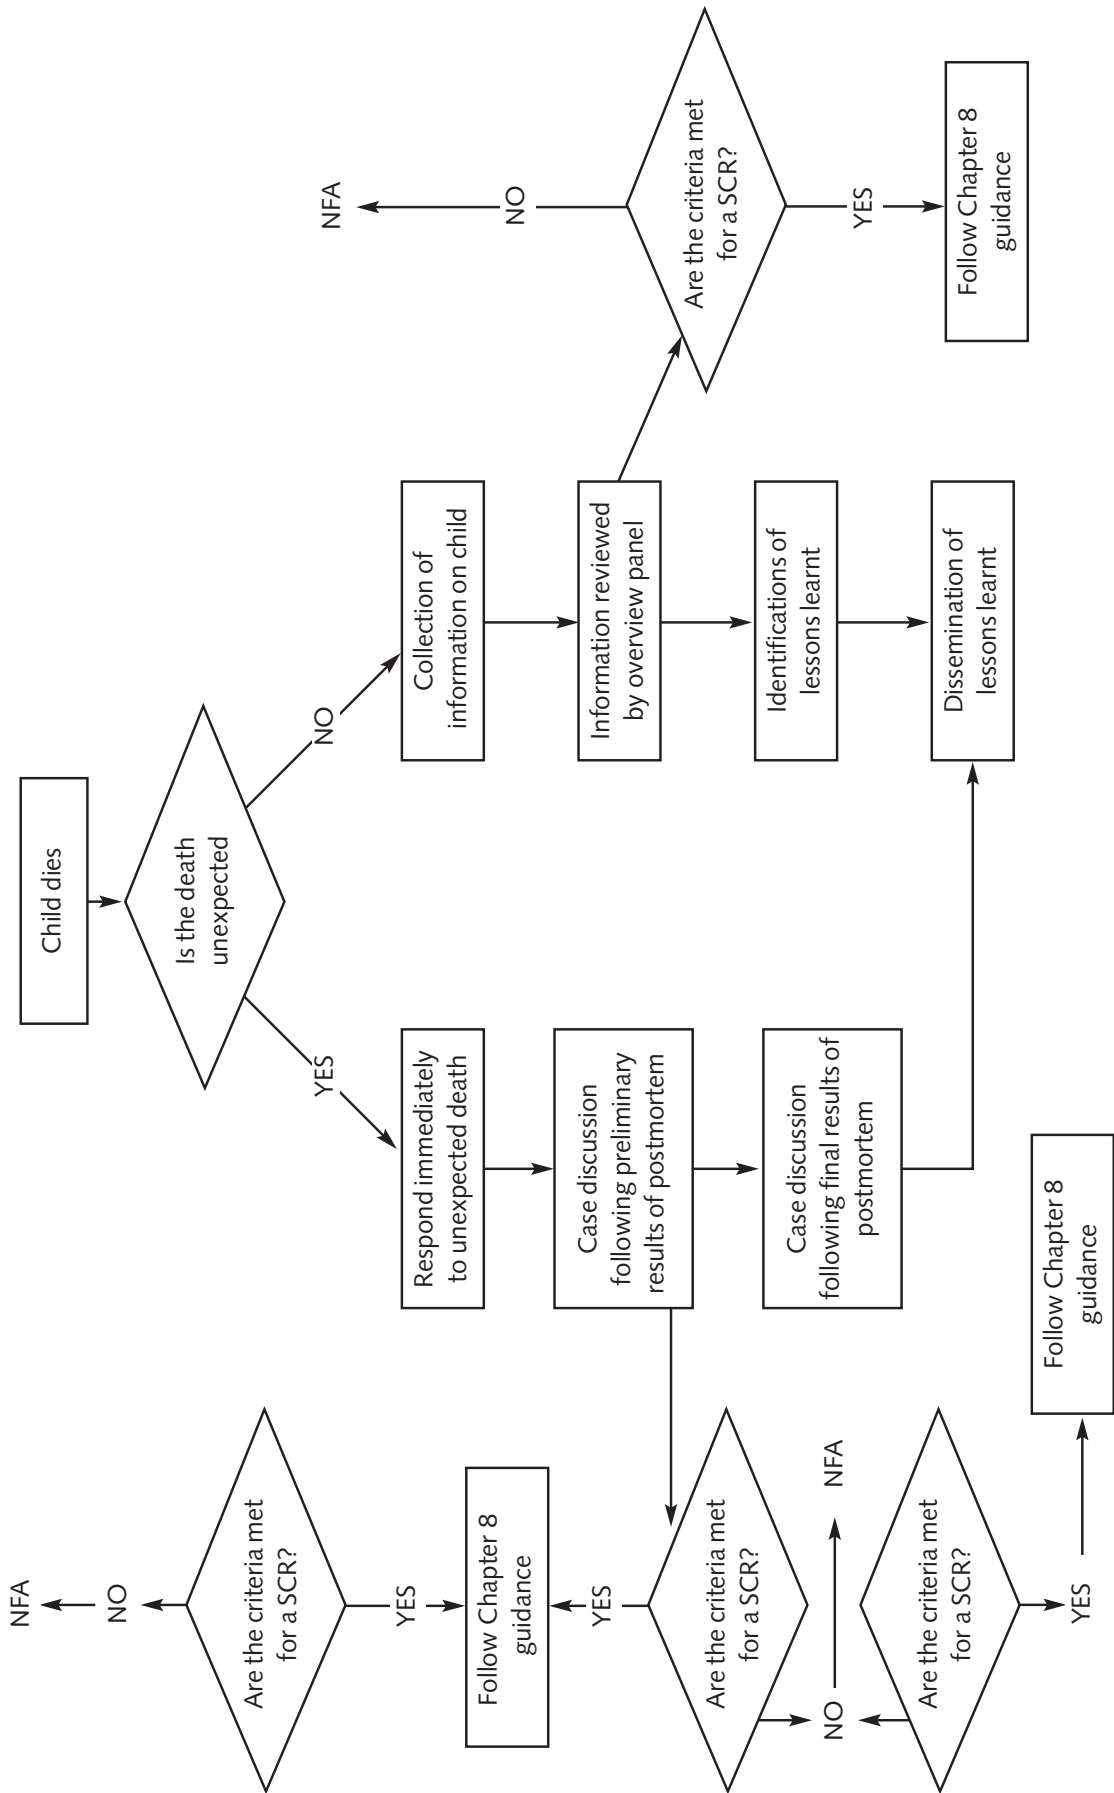 Child dies
Is the death
unexpected
YES
NO
Respond immediately
to unexpected death
Case discussion
following preliminary
results of postmortem
Case discussion
following final results of
postmortem
Collection of
information on child
Information reviewed
by overview panel
Identifications of
lessons learnt
Dissemination of
lessons learnt
NFA
NO
Are the criteria met
for a SCR?
YES
Follow Chapter 8
guidance
YES
Are the criteria met
for a SCR?
NO
NFA
Are the criteria met
for a SCR?
YES
Follow Chapter 8
guidance
NFA
NO
Are the criteria met
for a SCR?
YES
Follow Chapter 8
guidance